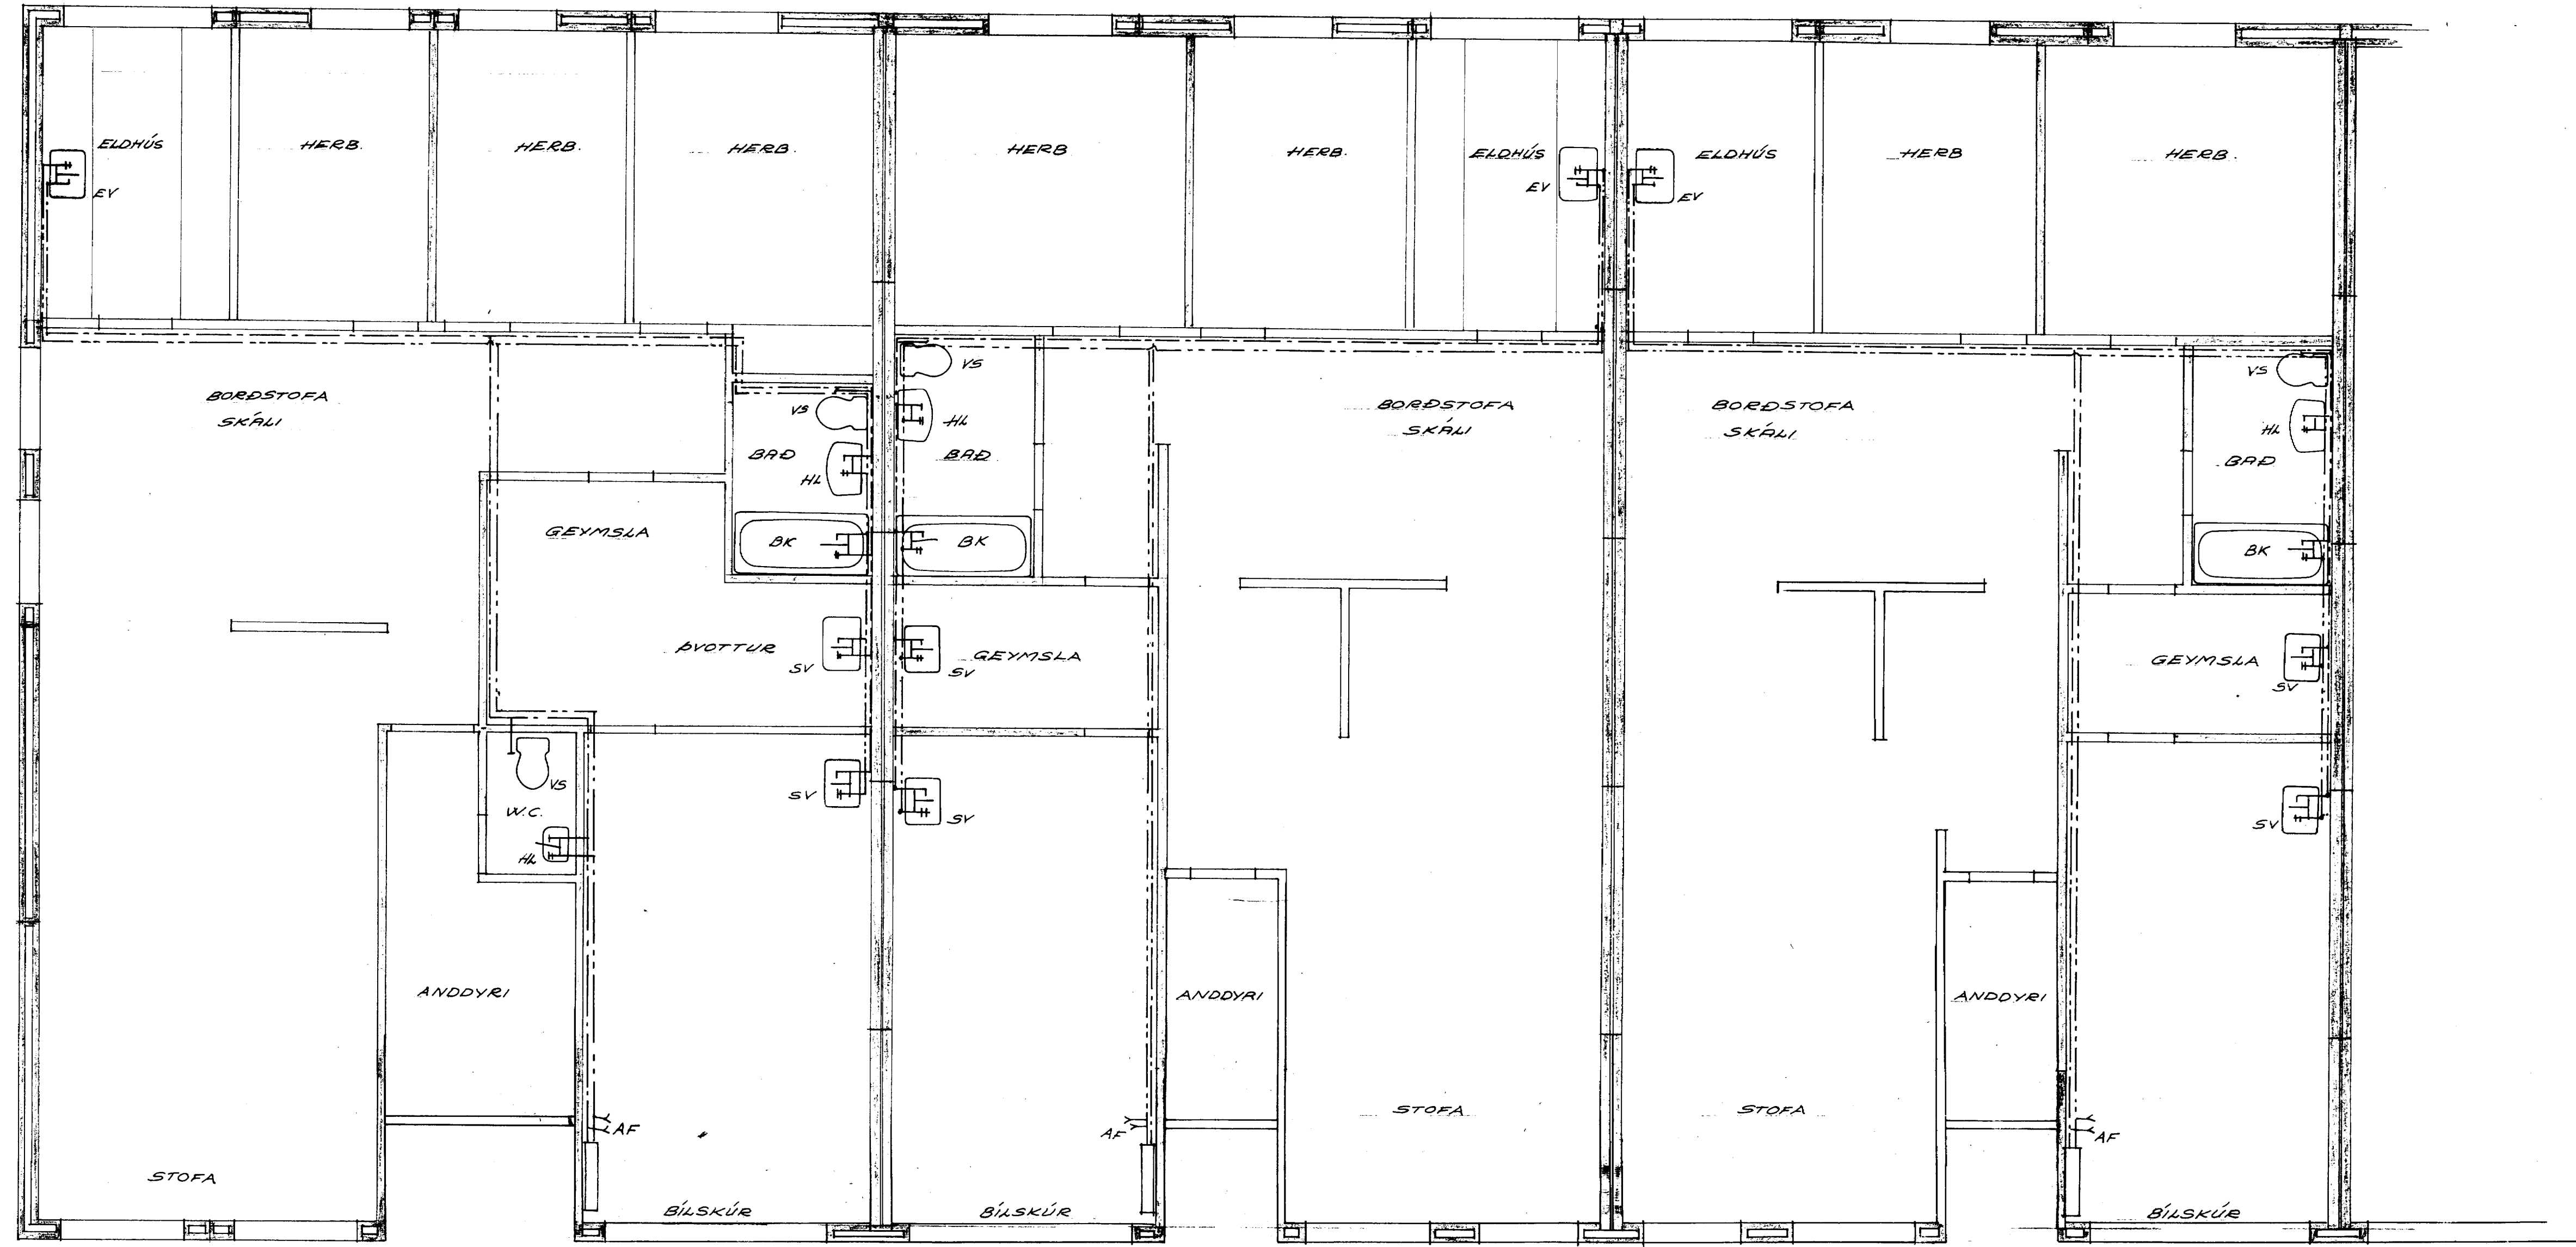 ELDHÚS
HERB.
HERB.
HERB.
HERB
HERB.
ELDHÚS
ELDHÚS
HERB
HERB.
EV
EV
EV
BORÐSTOFA
SKÁLI
VS
BAÐ
HL
BK
VS
HL
BAÐ
BK
BORÐSTOFA
SKÁLI
BORÐSTOFA
SKÁLI
VS
HL
BAÐ
BK
GEYMSLA
ÞVOTTUR
SV
SV
GEYMSLA
GEYMSLA
SV
VS
W.C.
HL
SV
SV
SV
ANDDYRI
ANDDYRI
ANDDYRI
AF
AF
AF
STOFA
STOFA
STOFA
BÍLSKÚR
BÍLSKÚR
BÍLSKÚR